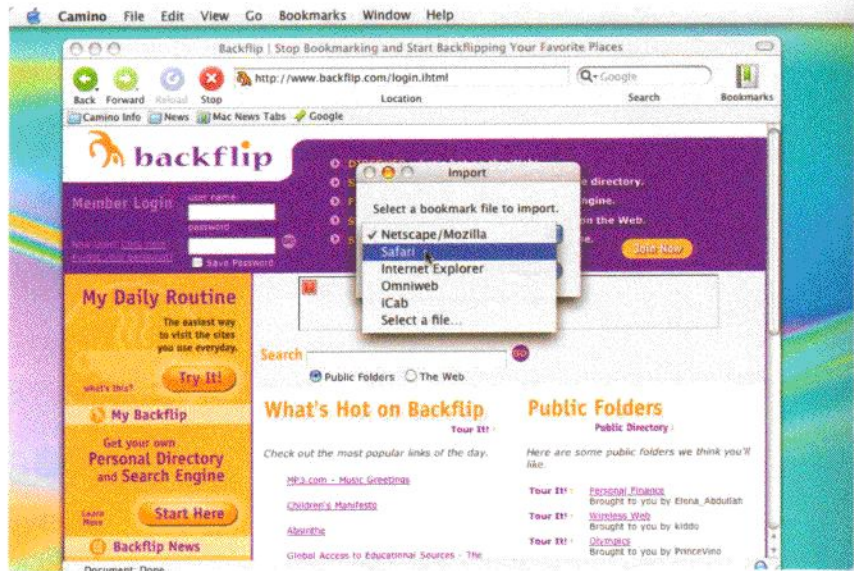 Camino File Edit View Go Bookmarks Window Help
Backflip | Stop Bookmarking and Start Backflipping Your Favorite Places
http://www.backflip.com/login.ihtml
Google
Back Forward Reload Stop Location Search Bookmarks
Camino Info News Mac News Tabs Google
backflip
Import
e directory.
Member Login
user name
Select a bookmark file to import.
ngine.
on the Web.
password
Netscape/Mozilla
e.
Join Now
Safari
Save Password
Internet Explorer
Omniweb
iCab
Select a file...
My Daily Routine
The easiest way
to visit the sites
you use everyday.
what's this?
Try It!
Search
GO
Public Folders The Web
My Backflip
What's Hot on Backflip
Tour It!
Public Folders
Public Directory
Get your own
Personal Directory
and Search Engine
Check out the most popular links of the day.
Here are some public folders we think you'll
like.
MP3.com - Music Greetings
Tour It! Personal Finance
Brought to you by Elena_Abdullah
Learn
More
Start Here
Children's Manifesto
Tour It! Wireless Web
Brought to you by kiddo
Absinthe
Tour It! Olympics
Brought to you by PrinceVino
Backflip News
Global Access to Educational Sources - The
Document: Done